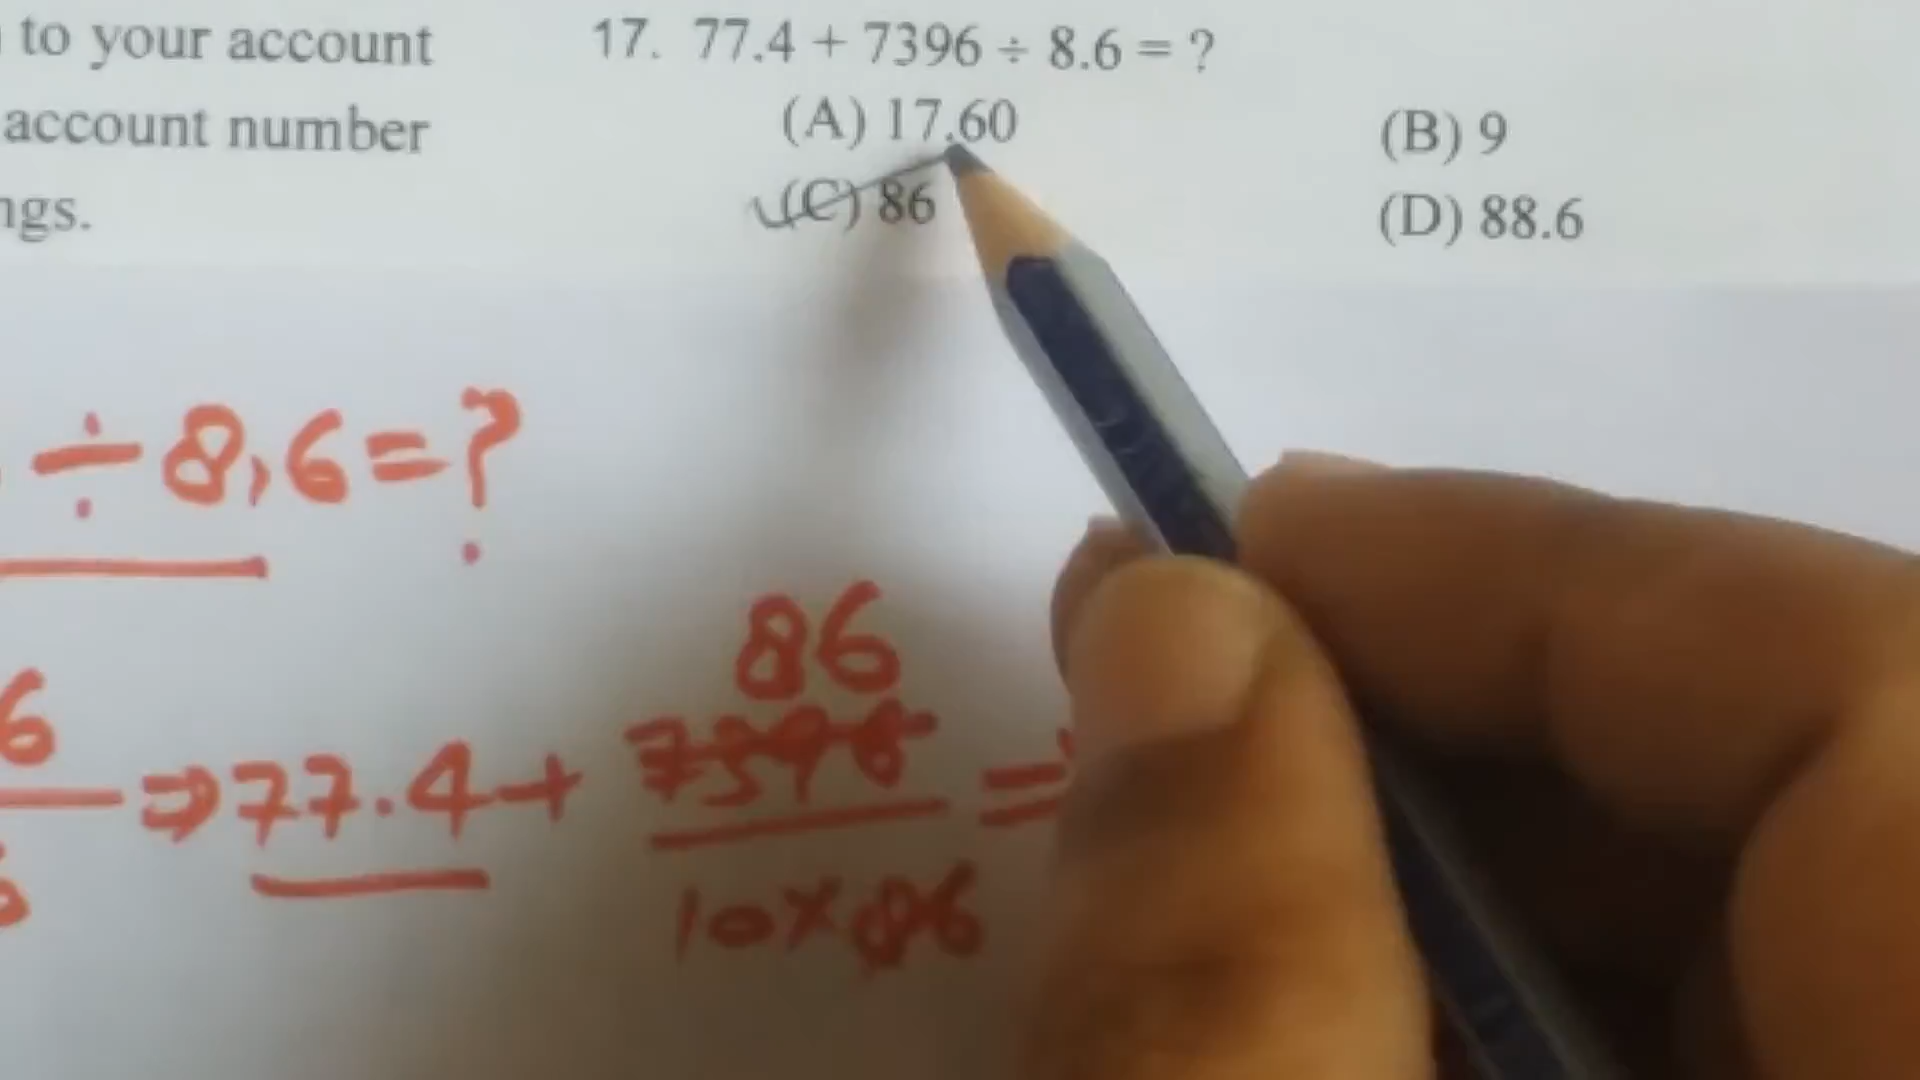 to your account
account number
ngs.
17. 77.4 + 7396 ÷ 8.6 = ?
(A) 17.60
(B) 9
(C) 86
(D) 88.6
÷ 8,6 = ?
6
86
⇒ 77.4 + 7396 =
10 × 86